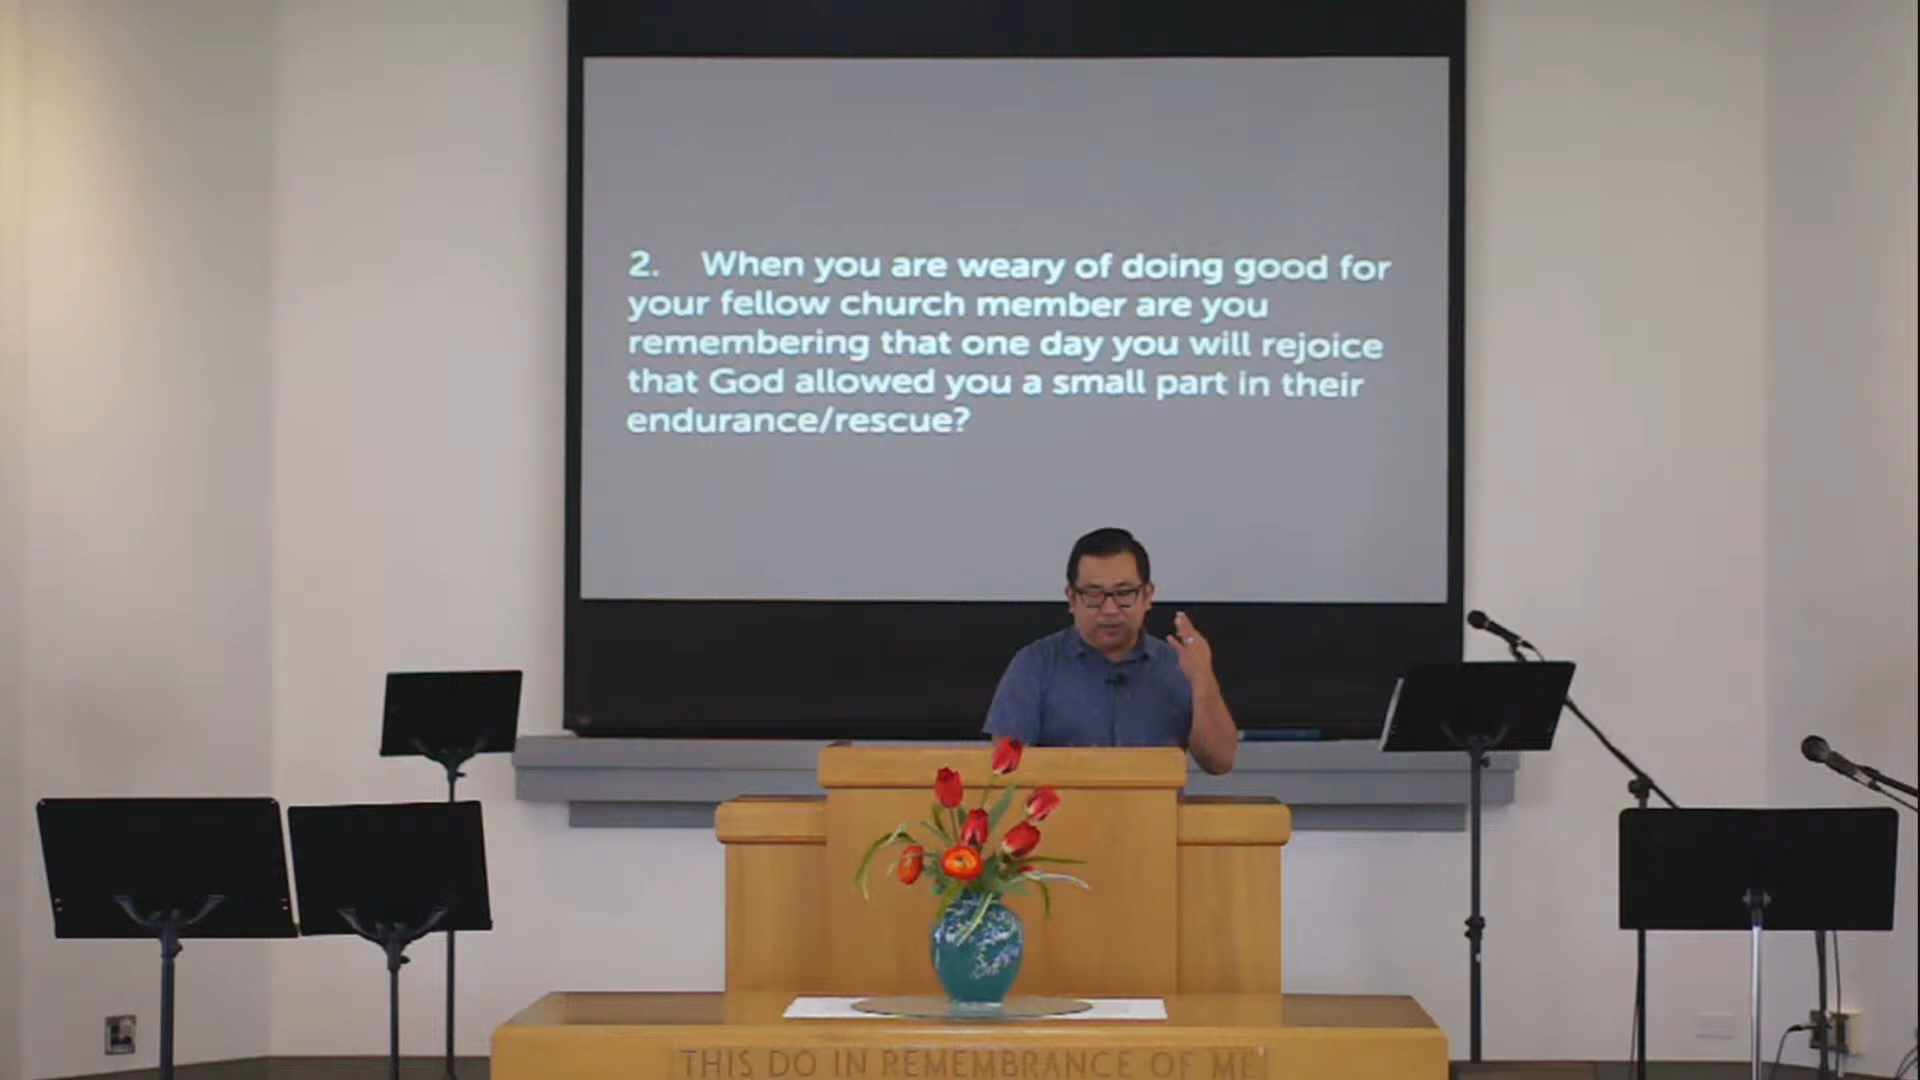 2. When you are weary of doing good for
your fellow church member are you
remembering that one day you will rejoice
that God allowed you a small part in their
endurance/rescue?
THIS DO IN REMEMBRANCE OF ME